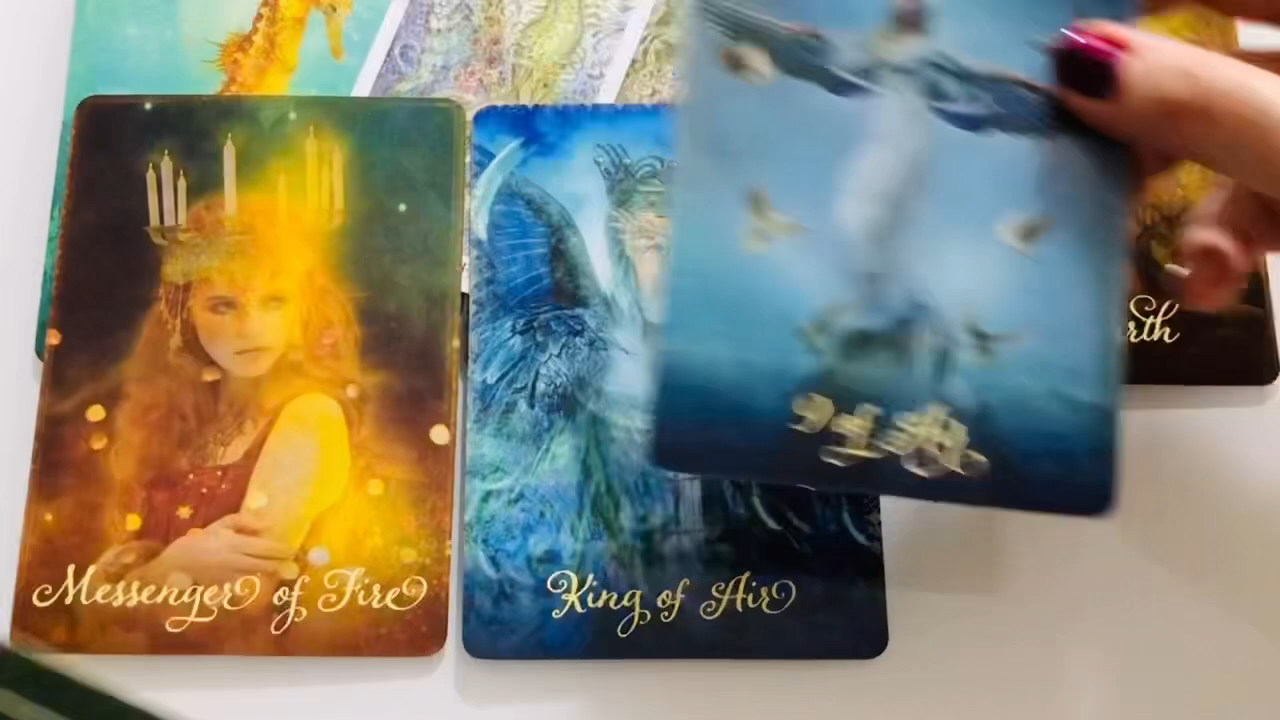 rth
Messenger of Fire
King of Air